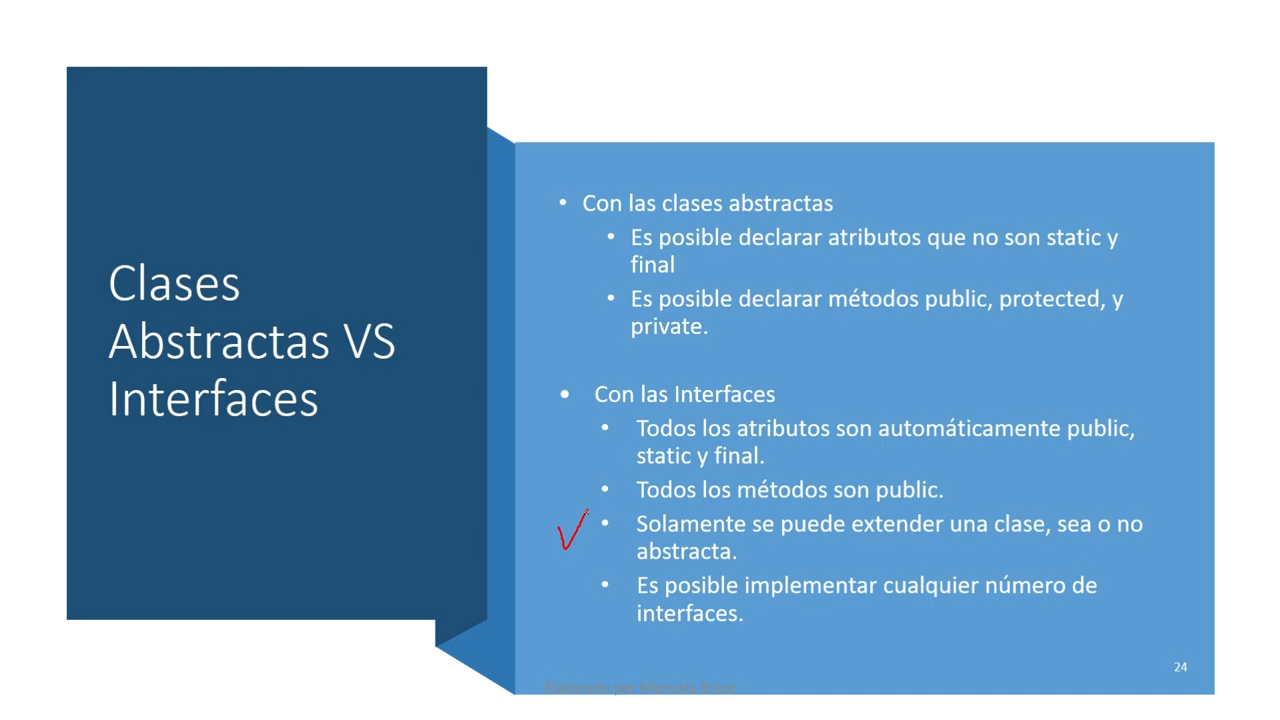 Clases
Abstractas VS
Interfaces
• Con las clases abstractas
• Es posible declarar atributos que no son static y
final
• Es posible declarar métodos public, protected, y
private.
• Con las Interfaces
• Todos los atributos son automáticamente public,
static y final.
• Todos los métodos son public.
• Solamente se puede extender una clase, sea o no
abstracta.
• Es posible implementar cualquier número de
interfaces.
24
Elaborado por